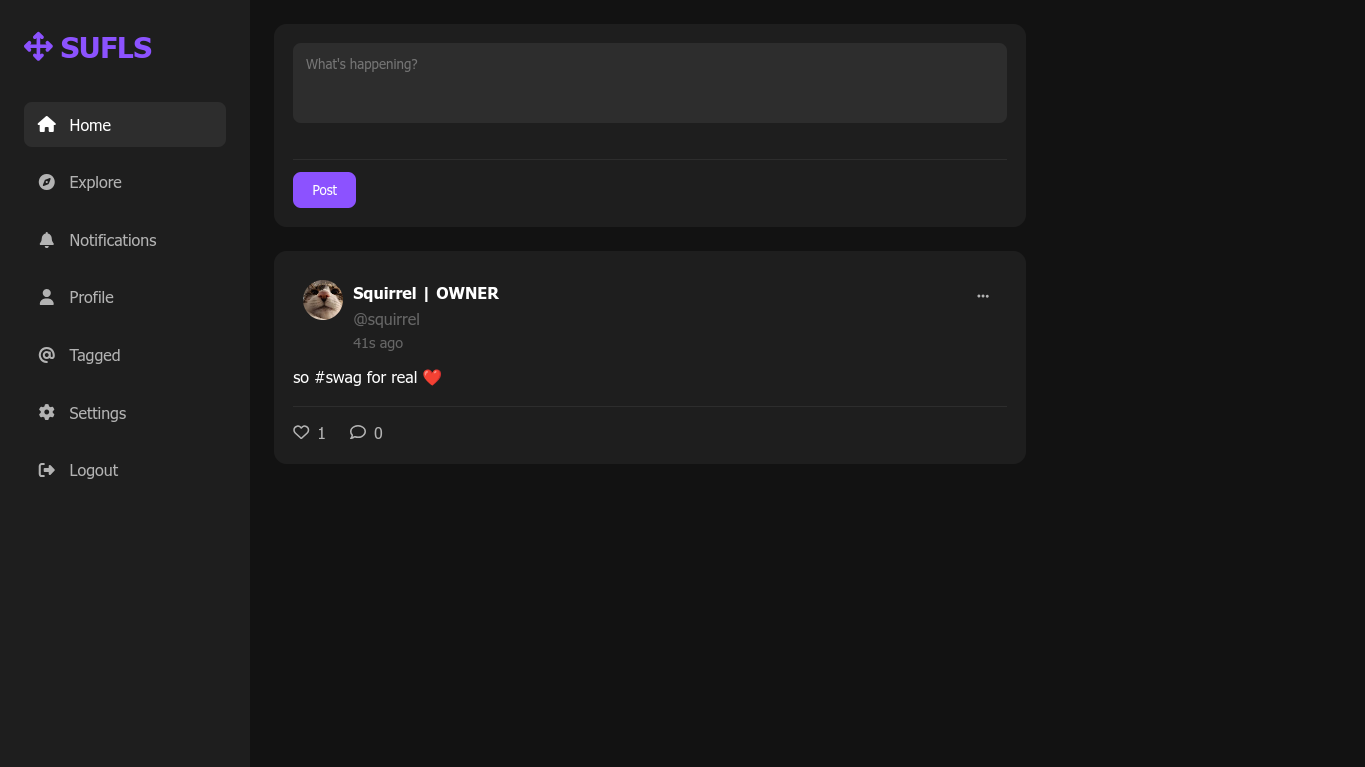 SUFLS
Home
Explore
Notifications
Profile
Tagged
Settings
Logout
What's happening?
Post
Squirrel | OWNER
@squirrel
41s ago
so #swag for real ❤️
1
0